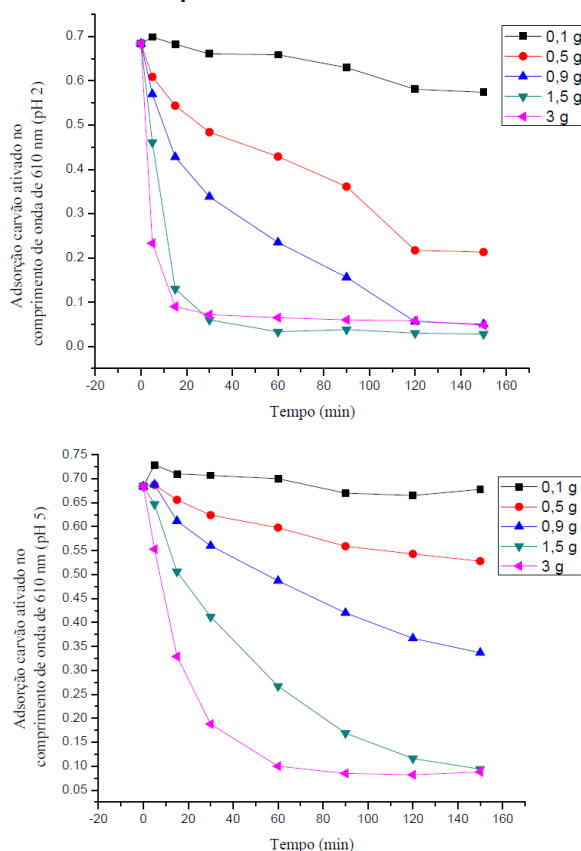 0.7
0.6
0.5
0.4
0.3
0.2
0.1
0.0
-20 0 20 40 60 80 100 120 140 160
Adsorção carvão ativado no
comprimento de onda de 610 nm (pH 2)
Tempo (min)
0,1 g
0,5 g
0,9 g
1,5 g
3 g
0.75
0.70
0.65
0.60
0.55
0.50
0.45
0.40
0.35
0.30
0.25
0.20
0.15
0.10
0.05
-20 0 20 40 60 80 100 120 140 160
Adsorção carvão ativado no
comprimento de onda de 610 nm (pH 5)
Tempo (min)
0,1 g
0,5 g
0,9 g
1,5 g
3 g